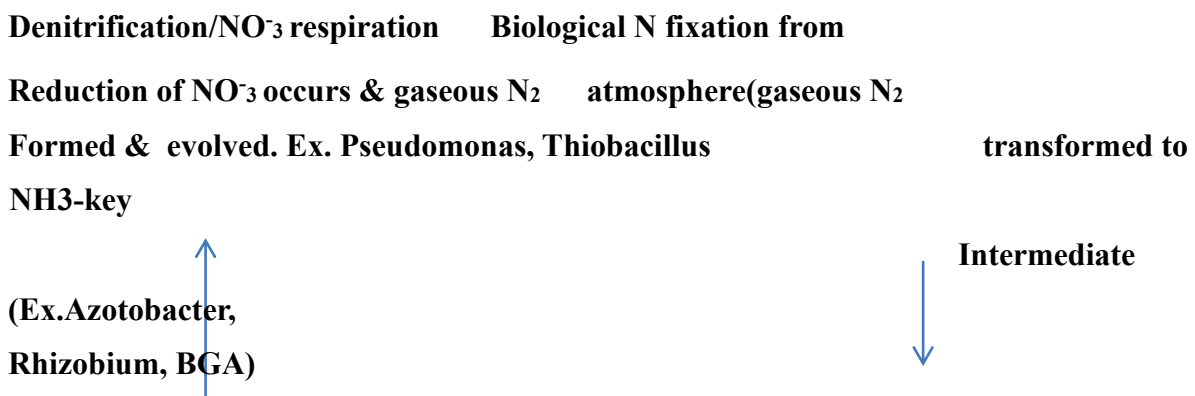 Denitrification/NO⁻₃ respiration Biological N fixation from
Reduction of NO⁻₃ occurs & gaseous N₂ atmosphere(gaseous N₂
Formed & evolved. Ex. Pseudomonas, Thiobacillus transformed to
NH3-key
Intermediate
(Ex.Azotobacter,
Rhizobium, BGA)